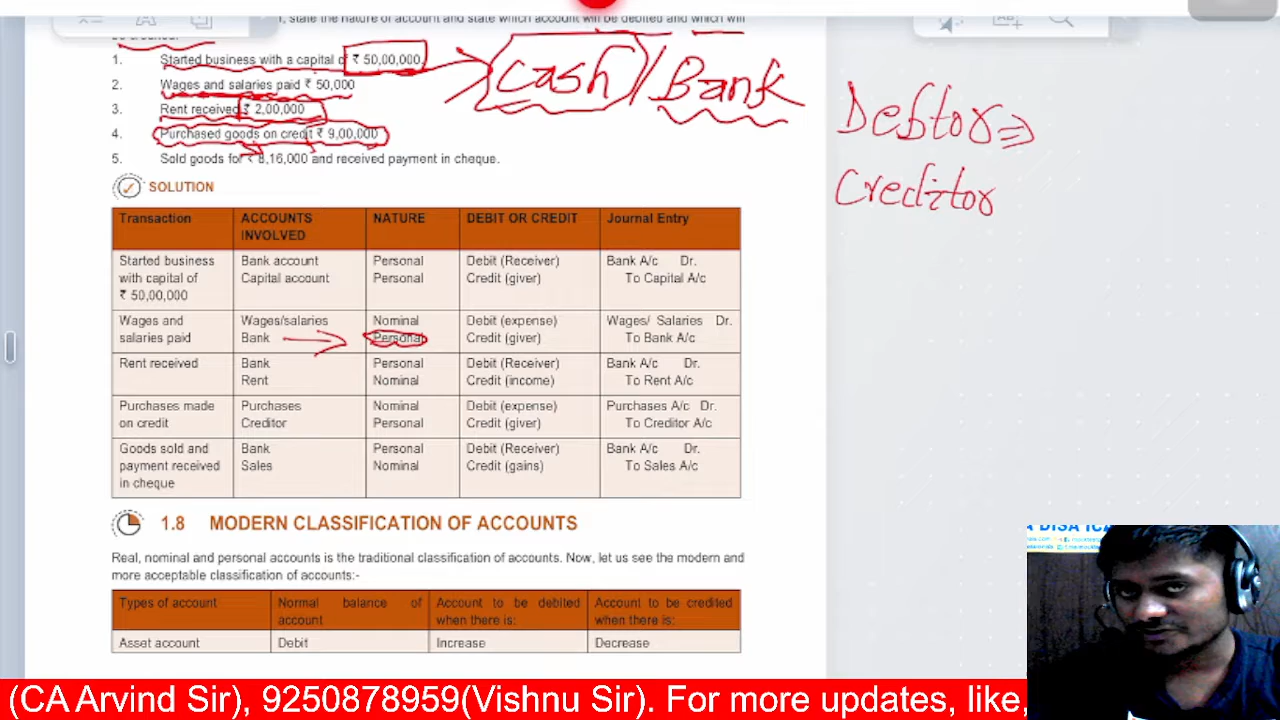 , state the nature of account and state which account will be debited and which will
1. Started business with a capital of ₹ 50,00,000.
2. Wages and salaries paid ₹ 50,000
3. Rent received ₹ 2,00,000
4. Purchased goods on credit ₹ 9,00,000
5. Sold goods for ₹ 8,16,000 and received payment in cheque.
Cash / Bank
Debtor ⇒
Creditor
SOLUTION
Transaction ACCOUNTS INVOLVED NATURE DEBIT OR CREDIT Journal Entry
Started business Bank account Personal Debit (Receiver) Bank A/c Dr.
with capital of Capital account Personal Credit (giver) To Capital A/c
₹ 50,00,000
Wages and Wages/salaries Nominal Debit (expense) Wages/ Salaries Dr.
salaries paid Bank Personal Credit (giver) To Bank A/c
Rent received Bank Personal Debit (Receiver) Bank A/c Dr.
Rent Nominal Credit (income) To Rent A/c
Purchases made Purchases Nominal Debit (expense) Purchases A/c Dr.
on credit Creditor Personal Credit (giver) To Creditor A/c
Goods sold and Bank Personal Debit (Receiver) Bank A/c Dr.
payment received Sales Nominal Credit (gains) To Sales A/c
in cheque
1.8 MODERN CLASSIFICATION OF ACCOUNTS
Real, nominal and personal accounts is the traditional classification of accounts. Now, let us see the modern and
more acceptable classification of accounts:-
Types of account Normal balance of account Account to be debited when there is: Account to be credited when there is:
Asset account Debit Increase Decrease
(CA Arvind Sir), 9250878959(Vishnu Sir). For more updates, like,